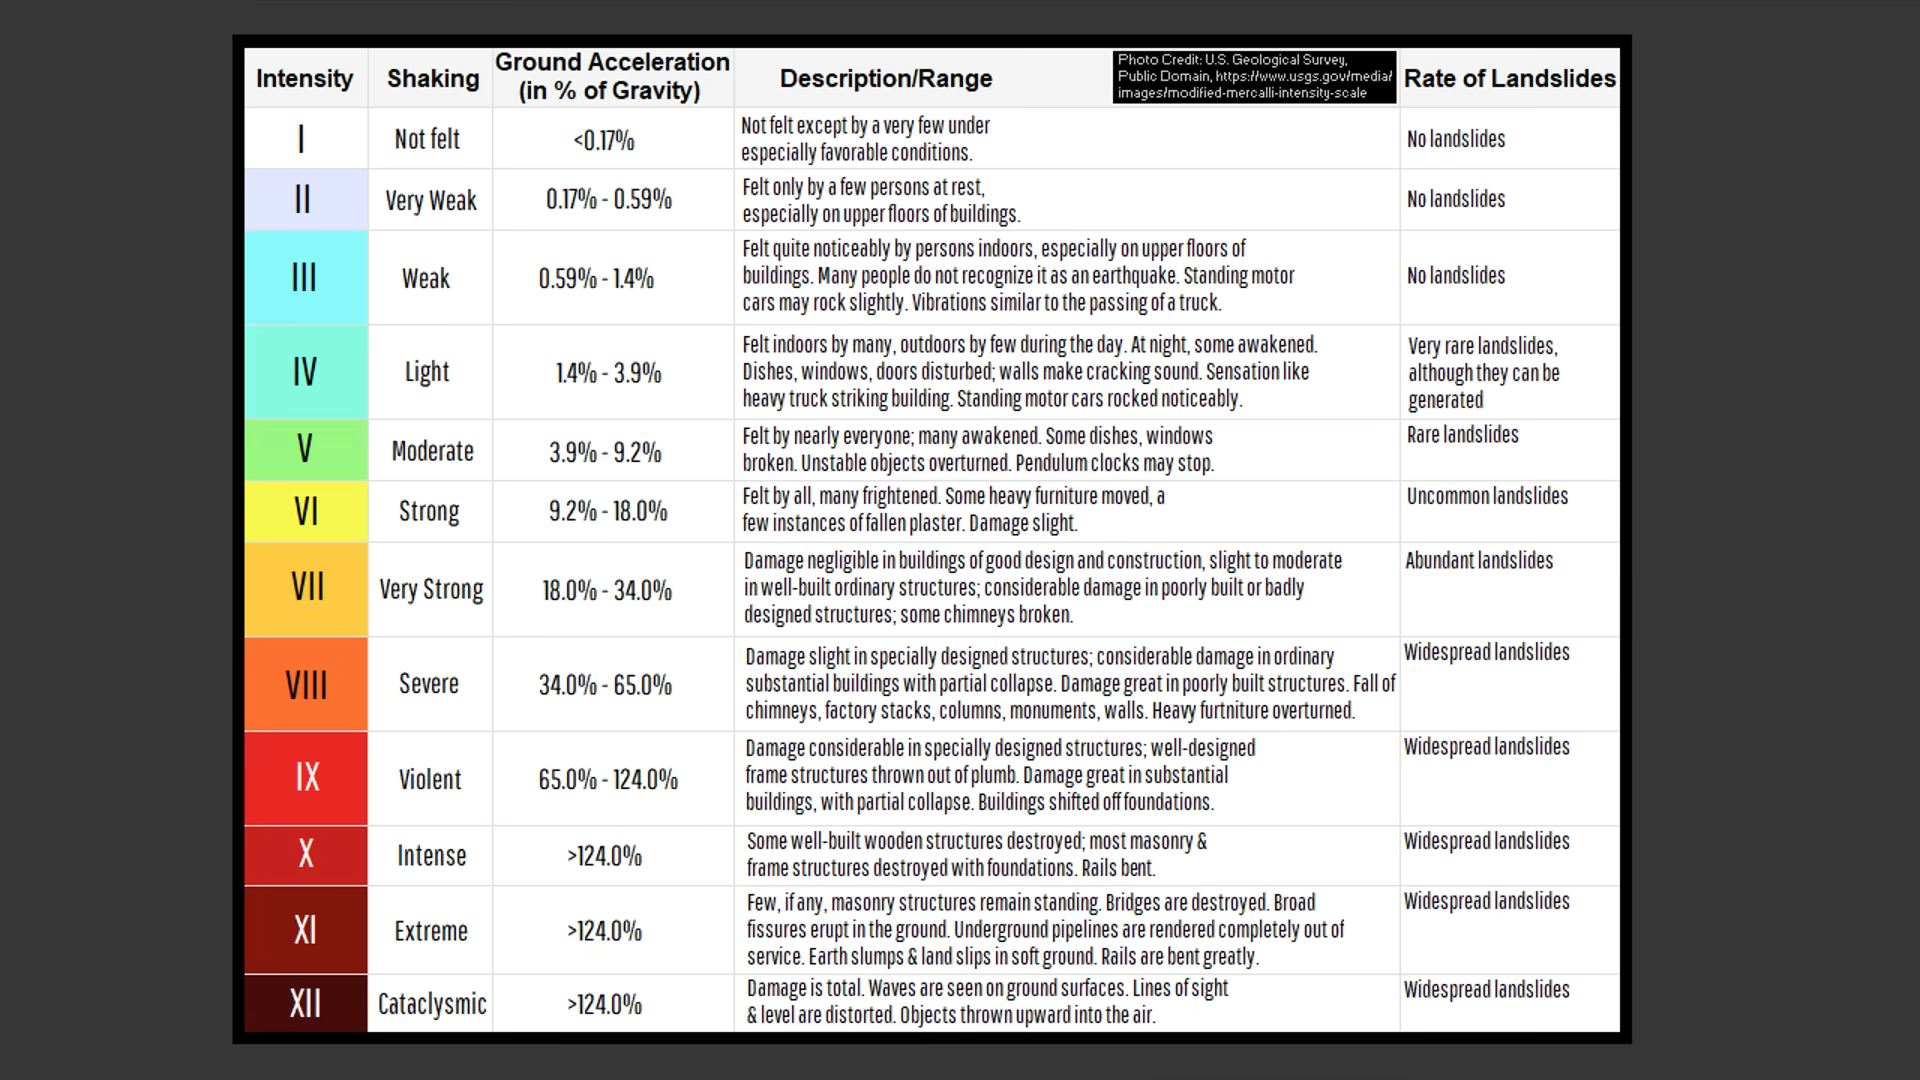 Intensity
Shaking
Ground Acceleration
(in % of Gravity)
Description/Range
Photo Credit: U.S. Geological Survey,
Public Domain, https://www.usgs.gov/media/
images/modified-mercalli-intensity-scale
Rate of Landslides
I
Not felt
<0.17%
Not felt except by a very few under
especially favorable conditions.
No landslides
II
Very Weak
0.17% - 0.59%
Felt only by a few persons at rest,
especially on upper floors of buildings.
No landslides
III
Weak
0.59% - 1.4%
Felt quite noticeably by persons indoors, especially on upper floors of
buildings. Many people do not recognize it as an earthquake. Standing motor
cars may rock slightly. Vibrations similar to the passing of a truck.
No landslides
IV
Light
1.4% - 3.9%
Felt indoors by many, outdoors by few during the day. At night, some awakened.
Dishes, windows, doors disturbed; walls make cracking sound. Sensation like
heavy truck striking building. Standing motor cars rocked noticeably.
Very rare landslides,
although they can be
generated
V
Moderate
3.9% - 9.2%
Felt by nearly everyone; many awakened. Some dishes, windows
broken. Unstable objects overturned. Pendulum clocks may stop.
Rare landslides
VI
Strong
9.2% - 18.0%
Felt by all, many frightened. Some heavy furniture moved, a
few instances of fallen plaster. Damage slight.
Uncommon landslides
VII
Very Strong
18.0% - 34.0%
Damage negligible in buildings of good design and construction, slight to moderate
in well-built ordinary structures; considerable damage in poorly built or badly
designed structures; some chimneys broken.
Abundant landslides
VIII
Severe
34.0% - 65.0%
Damage slight in specially designed structures; considerable damage in ordinary
substantial buildings with partial collapse. Damage great in poorly built structures. Fall of
chimneys, factory stacks, columns, monuments, walls. Heavy furtniture overturned.
Widespread landslides
IX
Violent
65.0% - 124.0%
Damage considerable in specially designed structures; well-designed
frame structures thrown out of plumb. Damage great in substantial
buildings, with partial collapse. Buildings shifted off foundations.
Widespread landslides
X
Intense
>124.0%
Some well-built wooden structures destroyed; most masonry &
frame structures destroyed with foundations. Rails bent.
Widespread landslides
XI
Extreme
>124.0%
Few, if any, masonry structures remain standing. Bridges are destroyed. Broad
fissures erupt in the ground. Underground pipelines are rendered completely out of
service. Earth slumps & land slips in soft ground. Rails are bent greatly.
Widespread landslides
XII
Cataclysmic
>124.0%
Damage is total. Waves are seen on ground surfaces. Lines of sight
& level are distorted. Objects thrown upward into the air.
Widespread landslides